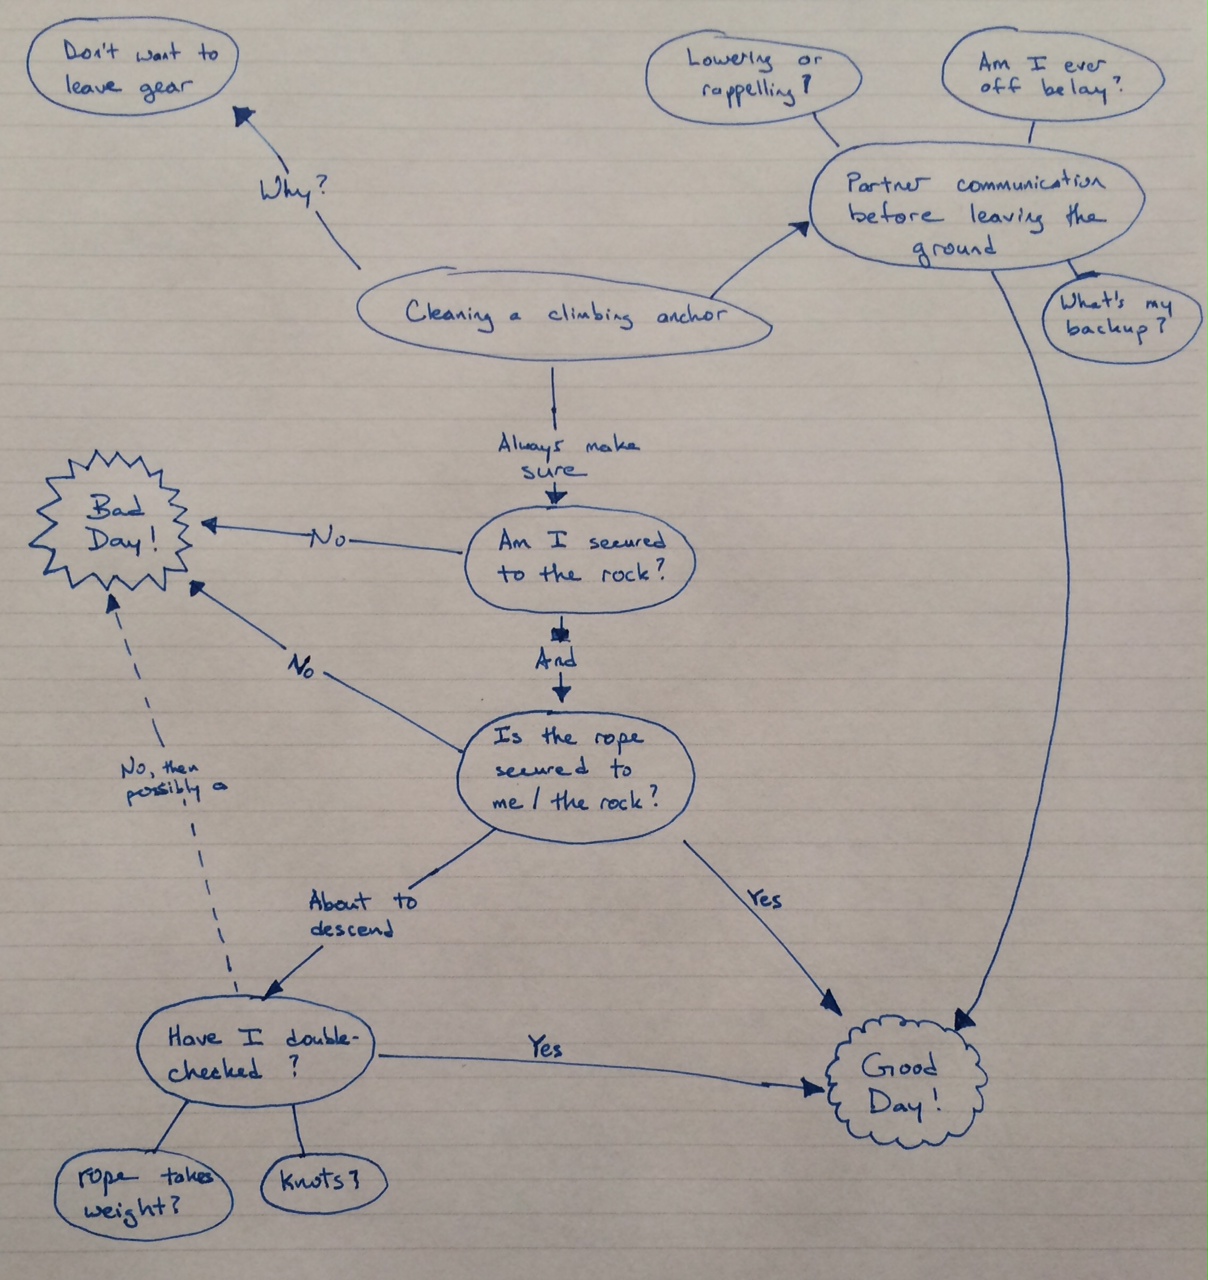 Don't want to
leave gear
Lowering or
rappelling?
Am I ever
off belay?
Why?
Partner communication
before leaving the
ground
Cleaning a climbing anchor
What's my
backup?
Always make
sure
Bad
Day!
No
Am I secured
to the rock?
No
And
Is the rope
secured to
me / the rock?
No, then
possibly a
About to
descend
Yes
Have I double-
checked?
Yes
Good
Day!
rope takes
weight?
Knots?